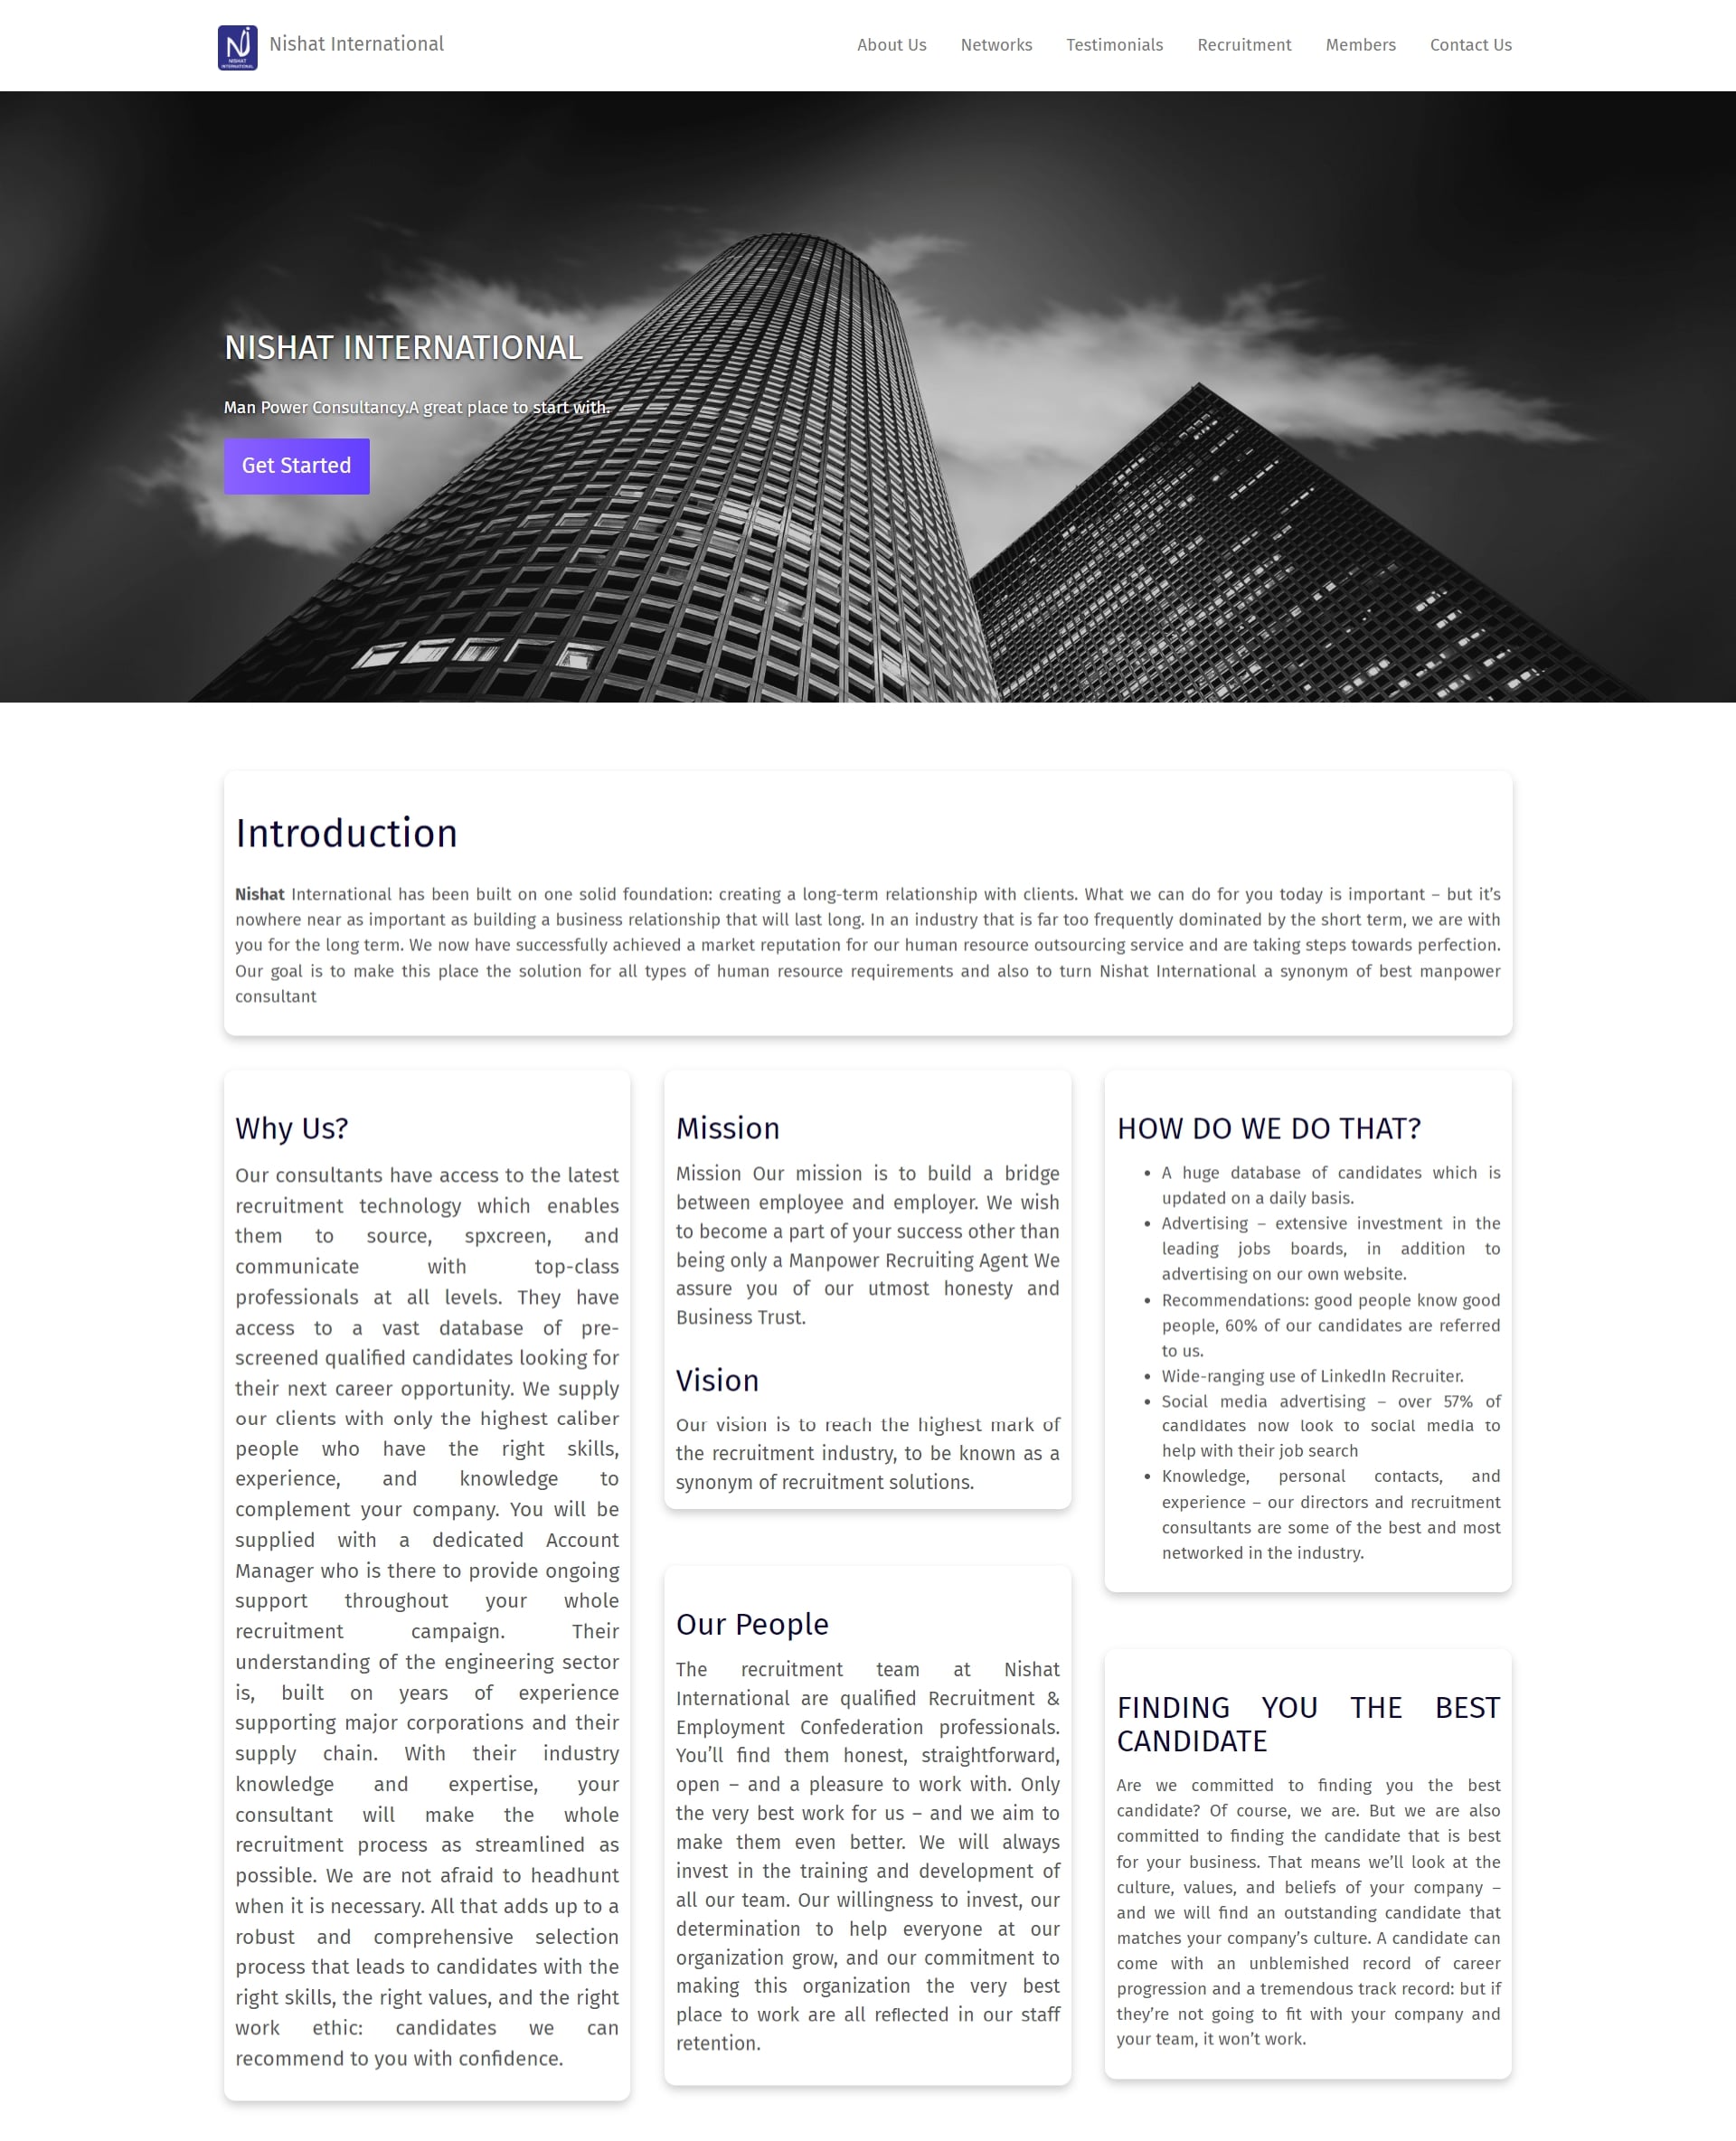 NISHAT
INTERNATIONAL
Nishat International
About Us
Networks
Testimonials
Recruitment
Members
Contact Us
NISHAT INTERNATIONAL
Man Power Consultancy.A great place to start with.
Get Started
Introduction
Nishat International has been built on one solid foundation: creating a long-term relationship with clients. What we can do for you today is important – but it’s
nowhere near as important as building a business relationship that will last long. In an industry that is far too frequently dominated by the short term, we are with
you for the long term. We now have successfully achieved a market reputation for our human resource outsourcing service and are taking steps towards perfection.
Our goal is to make this place the solution for all types of human resource requirements and also to turn Nishat International a synonym of best manpower
consultant
Why Us?
Our consultants have access to the latest
recruitment technology which enables
them to source, spxcreen, and
communicate with top-class
professionals at all levels. They have
access to a vast database of pre-
screened qualified candidates looking for
their next career opportunity. We supply
our clients with only the highest caliber
people who have the right skills,
experience, and knowledge to
complement your company. You will be
supplied with a dedicated Account
Manager who is there to provide ongoing
support throughout your whole
recruitment campaign. Their
understanding of the engineering sector
is, built on years of experience
supporting major corporations and their
supply chain. With their industry
knowledge and expertise, your
consultant will make the whole
recruitment process as streamlined as
possible. We are not afraid to headhunt
when it is necessary. All that adds up to a
robust and comprehensive selection
process that leads to candidates with the
right skills, the right values, and the right
work ethic: candidates we can
recommend to you with confidence.
Mission
Mission Our mission is to build a bridge
between employee and employer. We wish
to become a part of your success other than
being only a Manpower Recruiting Agent We
assure you of our utmost honesty and
Business Trust.
Vision
Our vision is to reach the highest mark of
the recruitment industry, to be known as a
synonym of recruitment solutions.
Our People
The recruitment team at Nishat
International are qualified Recruitment &
Employment Confederation professionals.
You’ll find them honest, straightforward,
open – and a pleasure to work with. Only
the very best work for us – and we aim to
make them even better. We will always
invest in the training and development of
all our team. Our willingness to invest, our
determination to help everyone at our
organization grow, and our commitment to
making this organization the very best
place to work are all reflected in our staff
retention.
HOW DO WE DO THAT?
• A huge database of candidates which is
updated on a daily basis.
• Advertising – extensive investment in the
leading jobs boards, in addition to
advertising on our own website.
• Recommendations: good people know good
people, 60% of our candidates are referred
to us.
• Wide-ranging use of LinkedIn Recruiter.
• Social media advertising – over 57% of
candidates now look to social media to
help with their job search
• Knowledge, personal contacts, and
experience – our directors and recruitment
consultants are some of the best and most
networked in the industry.
FINDING YOU THE BEST
CANDIDATE
Are we committed to finding you the best
candidate? Of course, we are. But we are also
committed to finding the candidate that is best
for your business. That means we’ll look at the
culture, values, and beliefs of your company –
and we will find an outstanding candidate that
matches your company’s culture. A candidate can
come with an unblemished record of career
progression and a tremendous track record: but if
they’re not going to fit with your company and
your team, it won’t work.